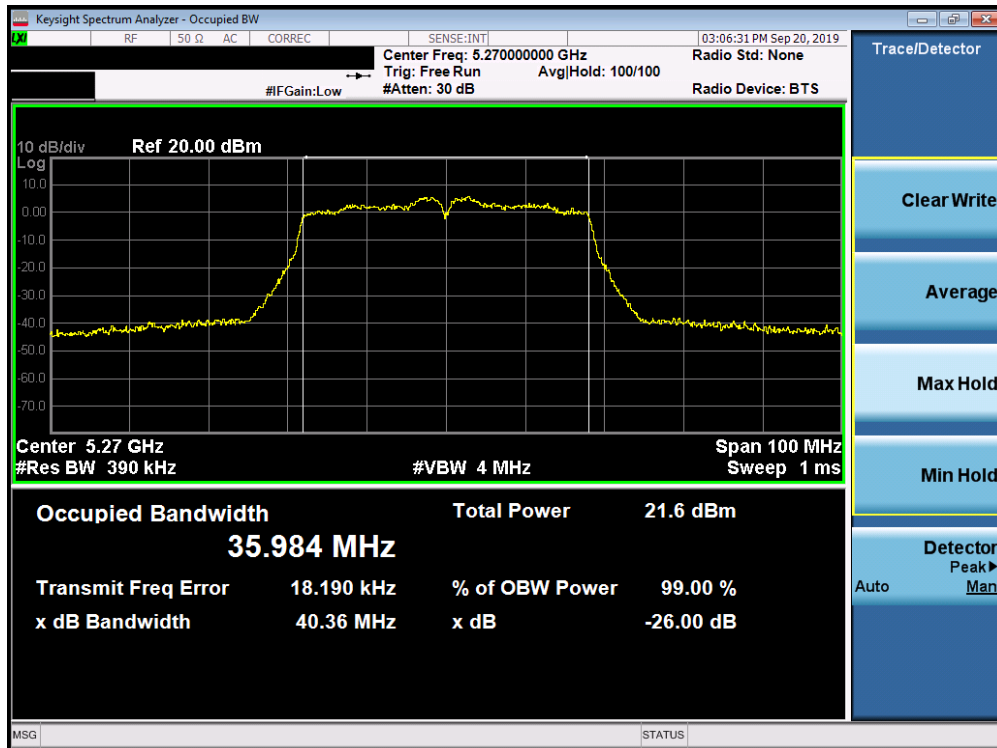 Keysight Spectrum Analyzer - Occupied BW
LXI RF 50 Ω AC CORREC SENSE:INT 03:06:31 PM Sep 20, 2019
Center Freq: 5.270000000 GHz Radio Std: None
Trig: Free Run Avg|Hold: 100/100
#IFGain:Low #Atten: 30 dB Radio Device: BTS
10 dB/div Ref 20.00 dBm
Log
10.0
0.00
-10.0
-20.0
-30.0
-40.0
-50.0
-60.0
-70.0
Center 5.27 GHz Span 100 MHz
#Res BW 390 kHz #VBW 4 MHz Sweep 1 ms
Occupied Bandwidth Total Power 21.6 dBm
35.984 MHz
Transmit Freq Error 18.190 kHz % of OBW Power 99.00 %
x dB Bandwidth 40.36 MHz x dB -26.00 dB
MSG STATUS
Trace/Detector
Clear Write
Average
Max Hold
Min Hold
Detector
Peak▶
Auto Man